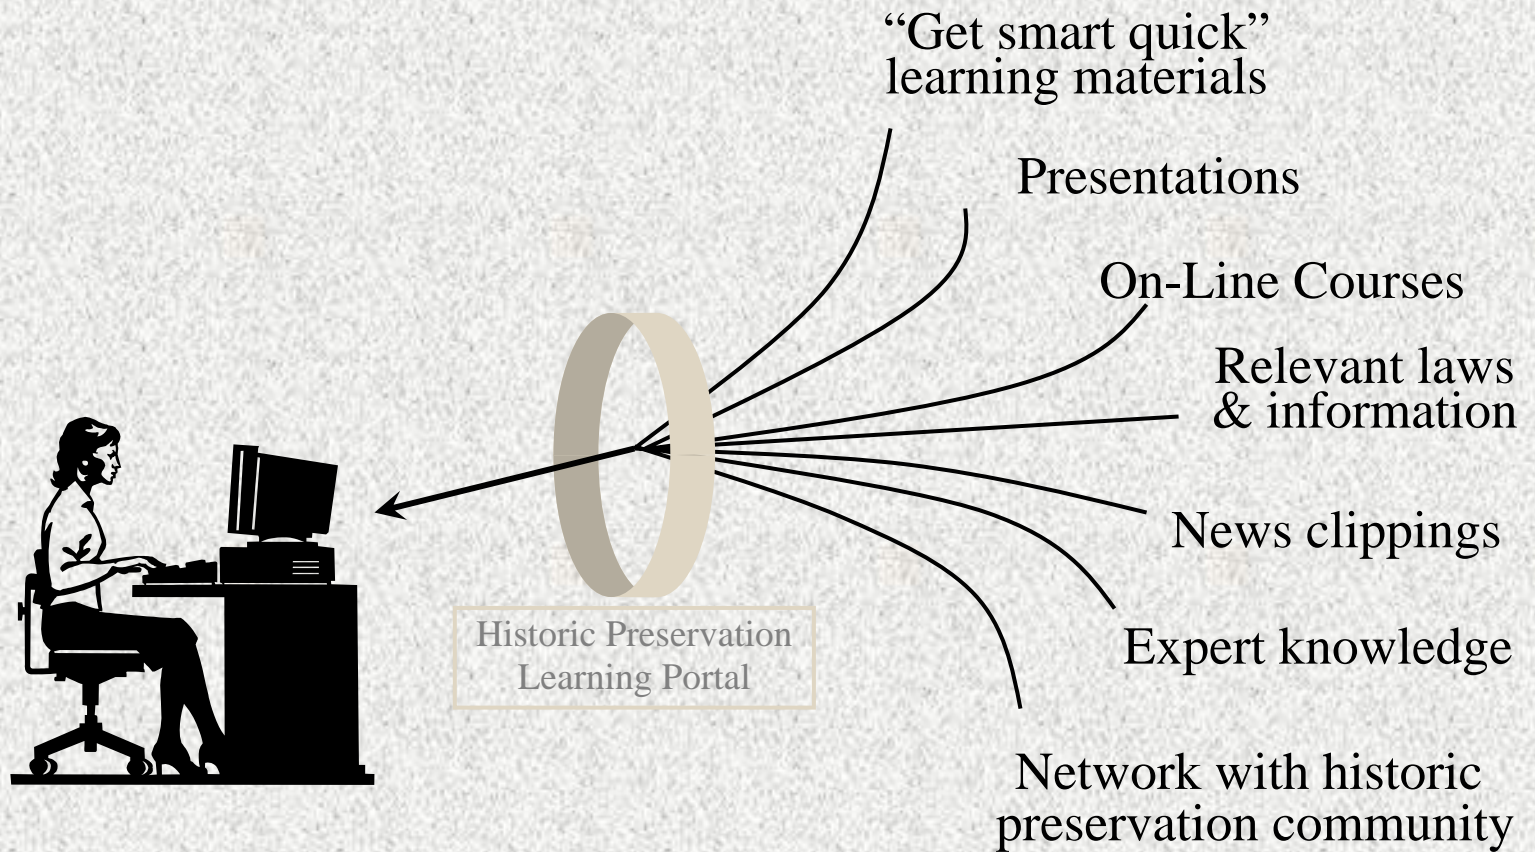 “Get smart quick”
learning materials
Presentations
On-Line Courses
Relevant laws
& information
News clippings
Expert knowledge
Network with historic
preservation community
Historic Preservation
Learning Portal